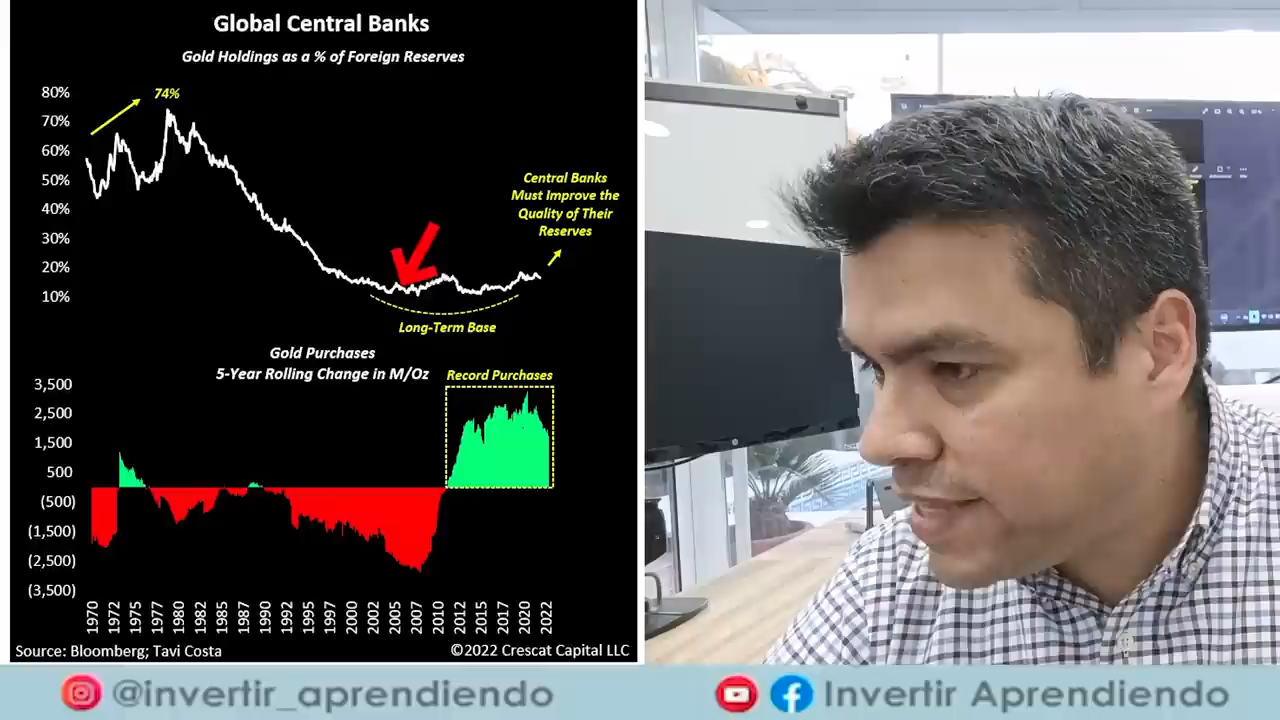 Global Central Banks
Gold Holdings as a % of Foreign Reserves
80%
70%
60%
50%
40%
30%
20%
10%
74%
Central Banks
Must Improve the
Quality of Their
Reserves
Long-Term Base
Gold Purchases
5-Year Rolling Change in M/Oz
Record Purchases
3,500
2,500
1,500
500
(500)
(1,500)
(2,500)
(3,500)
1970 1972 1975 1977 1980 1982 1985 1987 1990 1992 1995 1997 2000 2002 2005 2007 2010 2012 2015 2017 2020 2022
Source: Bloomberg; Tavi Costa
©2022 Crescat Capital LLC
@invertir_aprendiendo
Invertir Aprendiendo